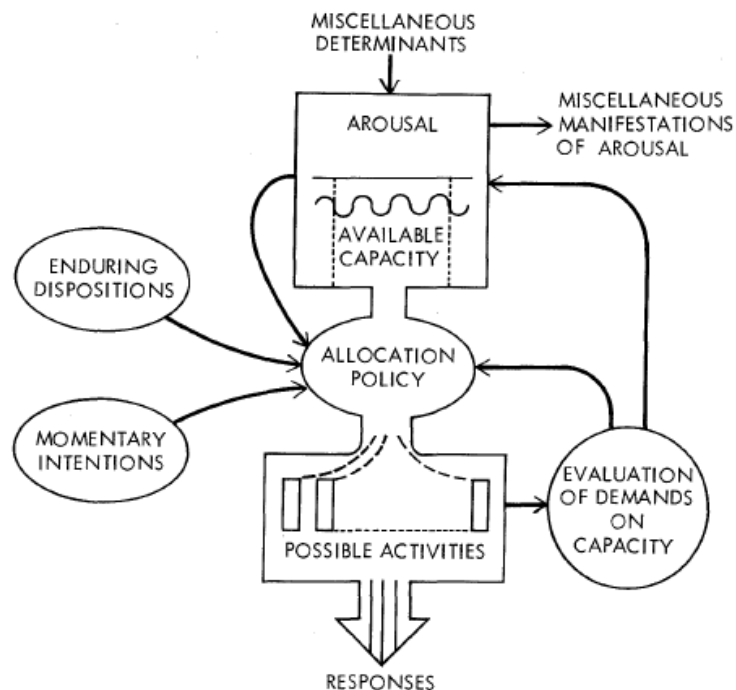 MISCELLANEOUS
DETERMINANTS
AROUSAL
MISCELLANEOUS
MANIFESTATIONS
OF AROUSAL
AVAILABLE
CAPACITY
ENDURING
DISPOSITIONS
ALLOCATION
POLICY
MOMENTARY
INTENTIONS
EVALUATION
OF DEMANDS
ON
CAPACITY
POSSIBLE ACTIVITIES
RESPONSES